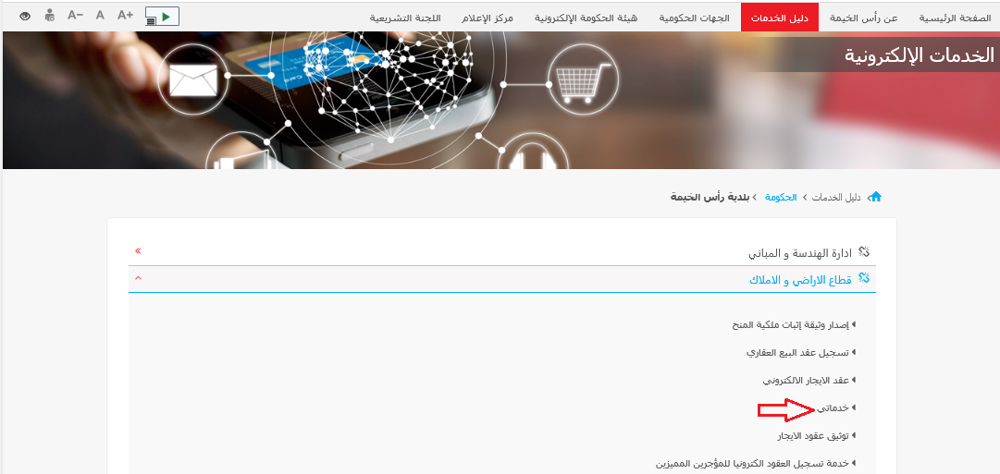 الصفحة الرئيسية عن رأس الخيمة دليل الخدمات الجهات الحكومية هيئة الحكومة الإلكترونية مركز الإعلام اللجنة التشريعية A+ A A−
الخدمات الإلكترونية
دليل الخدمات الحكومة بلدية رأس الخيمة
ادارة الهندسة و المباني
قطاع الاراضي و الاملاك
إصدار وثيقة إثبات ملكية المنح
تسجيل عقد البيع العقاري
عقد الايجار الالكتروني
خدماتي
توثيق عقود الايجار
خدمة تسجيل العقود الكترونيا للمؤجرين المميزين